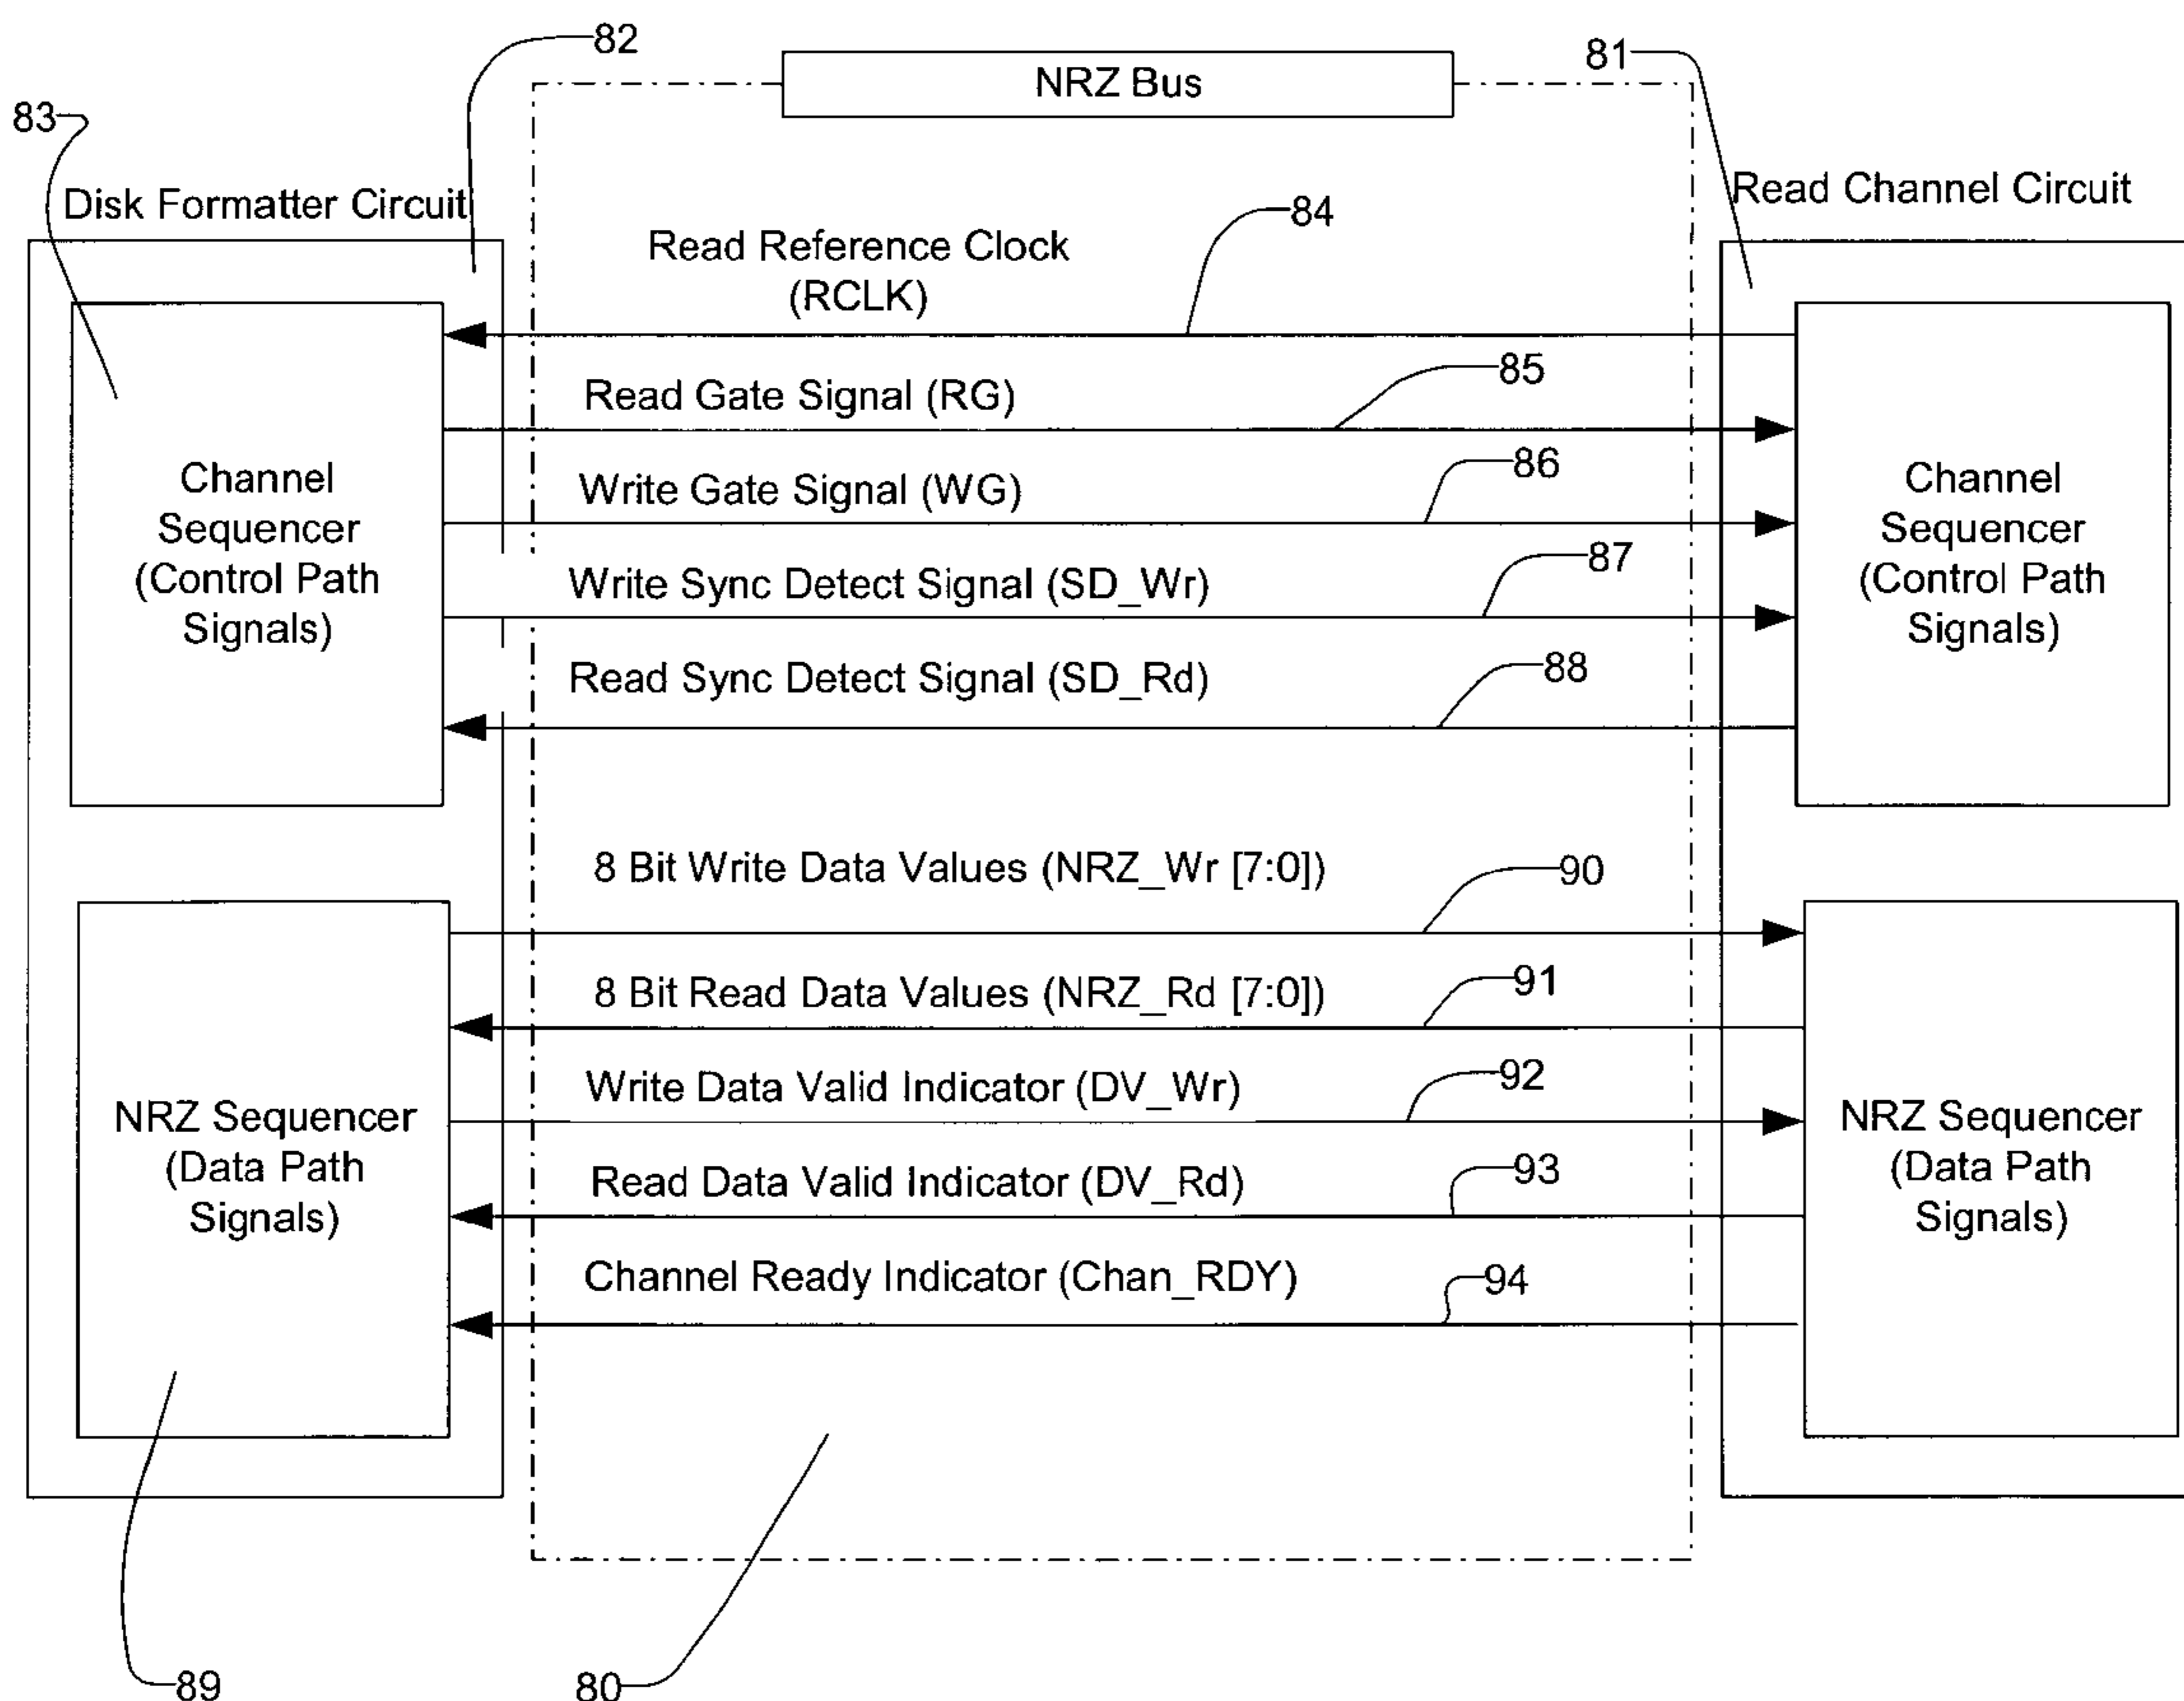 82
NRZ Bus
81
83
Disk Formatter Circuit
Read Channel Circuit
84
Read Reference Clock
(RCLK)
85
Read Gate Signal (RG)
86
Write Gate Signal (WG)
87
Write Sync Detect Signal (SD_Wr)
88
Read Sync Detect Signal (SD_Rd)
Channel
Sequencer
(Control Path
Signals)
Channel
Sequencer
(Control Path
Signals)
8 Bit Write Data Values (NRZ_Wr [7:0])
90
8 Bit Read Data Values (NRZ_Rd [7:0])
91
Write Data Valid Indicator (DV_Wr)
92
Read Data Valid Indicator (DV_Rd)
93
Channel Ready Indicator (Chan_RDY)
94
NRZ Sequencer
(Data Path
Signals)
NRZ Sequencer
(Data Path
Signals)
89
80